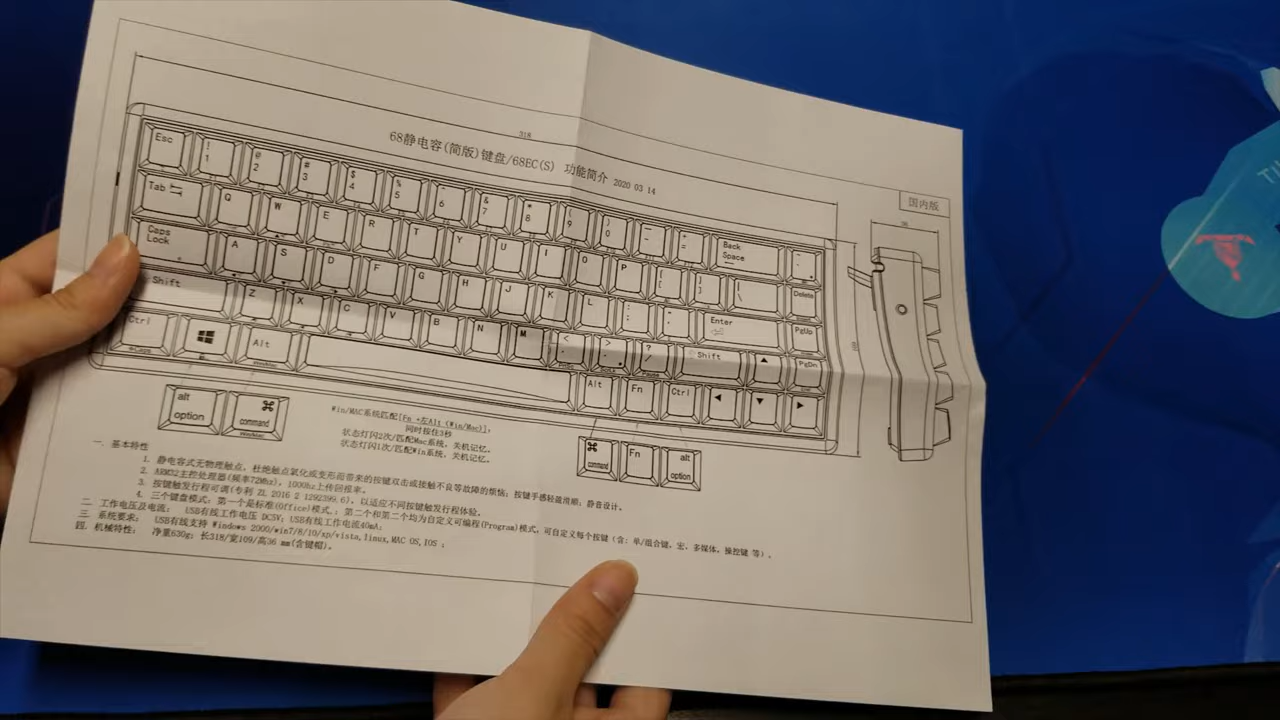 318
68静电容(简版)键盘/68EC(S) 功能简介 2020 03 14
国内版
Esc ! 1 @ 2 # 3 $ 4 % 5 6 & 7 * 8 ( 9 ) 0 - = Back Space
Tab Q W E R T Y U I O P [ ] | \ Delete
Caps Lock A S D F G H J K L : ; Enter PgUp
Shift Z X C V B N M < > ? / Shift ▲ PgDn
Ctrl Alt Alt Fn Ctrl ◀ ▼ ▶
alt option ⌘ command
⌘ command Fn alt option
Win/MAC系统匹配[Fn +左Alt (Win/Mac)],
同时按住3秒
状态灯闪2次/匹配Mac系统, 关机记忆。
状态灯闪1次/匹配Win系统, 关机记忆。
一. 基本特性
1. 静电容式无物理触点, 杜绝触点氧化或变形而带来的按键双击或接触不良等故障的烦恼; 按键手感轻盈滑顺, 静音设计。
2. ARM32主控处理器(频率72Mhz), 1000hz上传回报率。
3. 按键触发行程可调(专利 ZL 2016 2 1292399.6), 以适应不同按键触发行程体验。
4. 三个键盘模式: 第一个是标准(Office)模式,; 第二个和第三个均为自定义可编程(Program)模式, 可自定义每个按键(含: 单/组合键, 宏, 多媒体, 操控键 等)。
二. 工作电压及电流: USB有线工作电压 DC5V; USB有线工作电流40mA;
三. 系统要求: USB有线支持 Windows 2000/win7/8/10/xp/vista,linux,MAC OS,IOS ;
四. 机械特性: 净重630g; 长318/宽109/高36 mm(含键帽)。